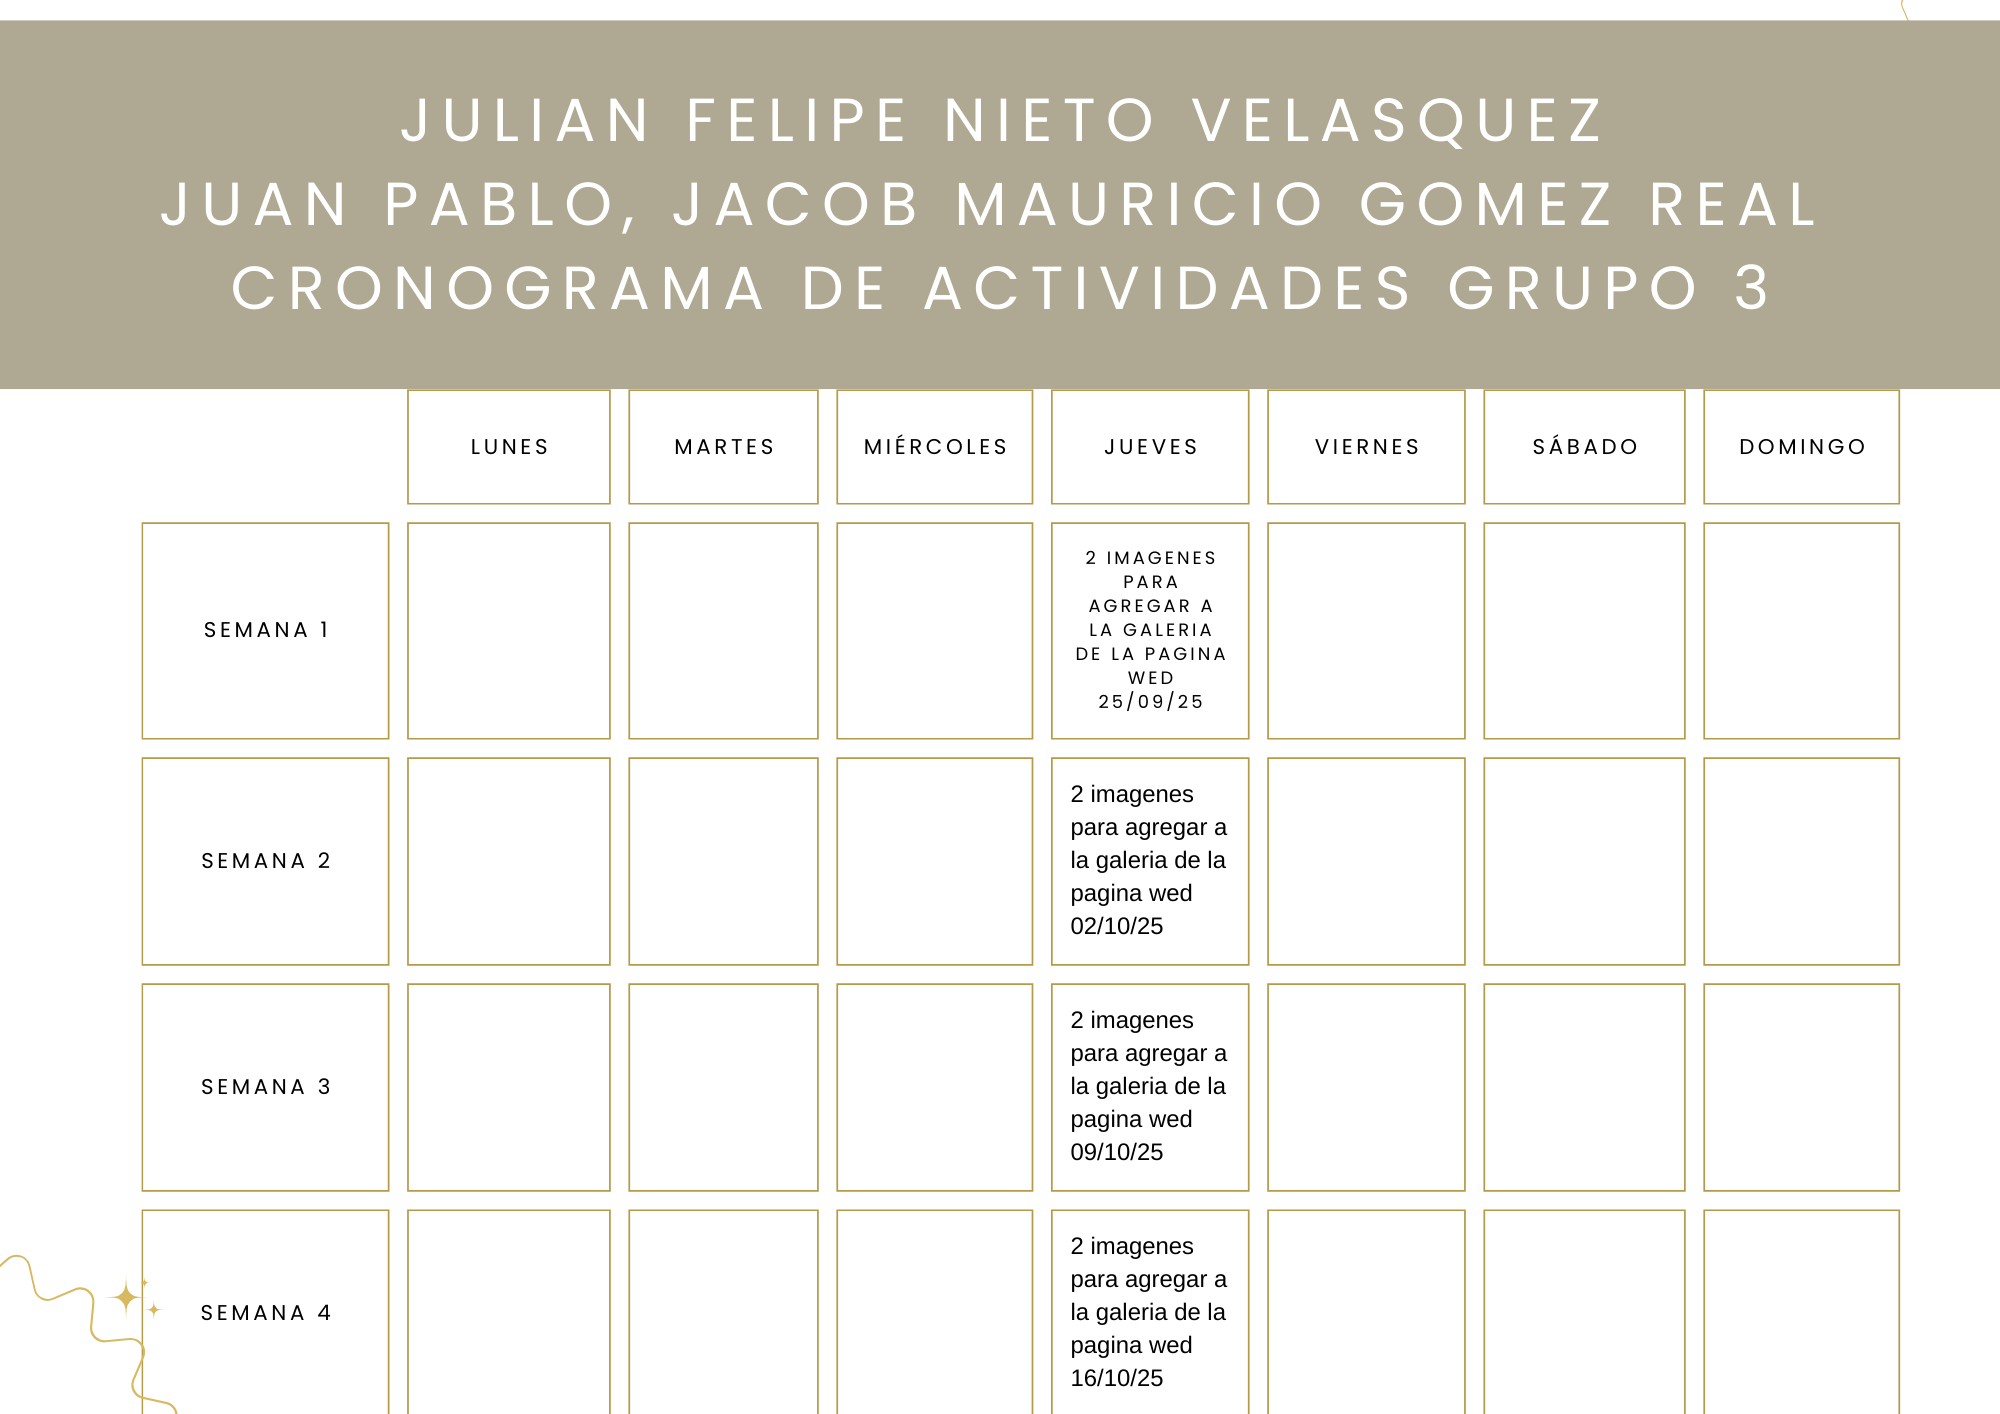 JULIAN FELIPE NIETO VELASQUEZ
JUAN PABLO, JACOB MAURICIO GOMEZ REAL
CRONOGRAMA DE ACTIVIDADES GRUPO 3
LUNES
MARTES
MIÉRCOLES
JUEVES
VIERNES
SÁBADO
DOMINGO
SEMANA 1
2 IMAGENES
PARA
AGREGAR A
LA GALERIA
DE LA PAGINA
WED
25/09/25
SEMANA 2
2 imagenes
para agregar a
la galeria de la
pagina wed
02/10/25
SEMANA 3
2 imagenes
para agregar a
la galeria de la
pagina wed
09/10/25
SEMANA 4
2 imagenes
para agregar a
la galeria de la
pagina wed
16/10/25